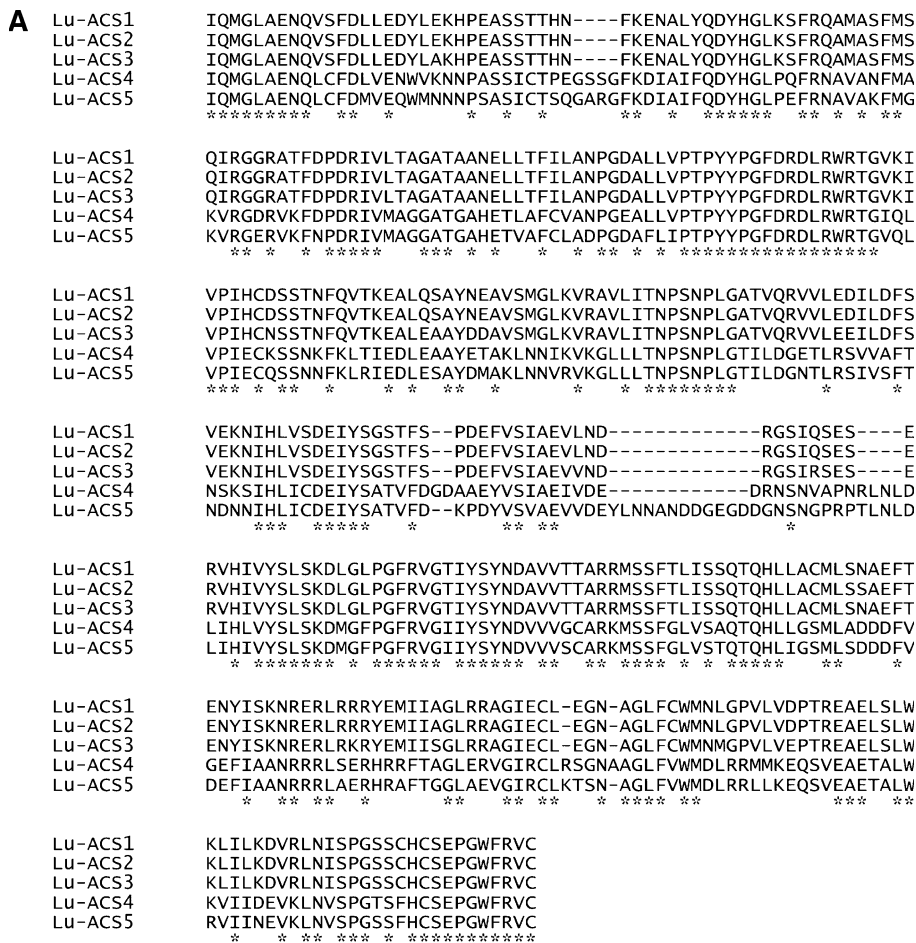 A
Lu-ACS1 IQMGLAENQVSFDLLEDYLEKHPEASSTTHN----FKENALYQDYHGLKSFRQAMASFMS
Lu-ACS2 IQMGLAENQVSFDLLEDYLEKHPEASSTTHN----FKENALYQDYHGLKSFRQAMASFMS
Lu-ACS3 IQMGLAENQVSFDLLEDYLAKHPEASSTTHN----FKENALYQDYHGLKSFRQAMASFMS
Lu-ACS4 IQMGLAENQLCFDLVENWVKNNPASSICTPEGSSGFKDIAIFQDYHGLPQFRNAVANFMA
Lu-ACS5 IQMGLAENQLCFDMVEQWMNNNPSASICTSQGARGFKDIAIFQDYHGLPEFRNAVAKFMG
********* ** * * * * ** * ****** ** * * * **
Lu-ACS1 QIRGGRATFDPDRIVLTAGATAANELLTFILANPGDALLVPTPYYPGFDRDLRWRTGVKI
Lu-ACS2 QIRGGRATFDPDRIVLTAGATAANELLTFILANPGDALLVPTPYYPGFDRDLRWRTGVKI
Lu-ACS3 QIRGGRATFDPDRIVLTAGATAANELLTFILANPGDALLVPTPYYPGFDRDLRWRTGVKI
Lu-ACS4 KVRGDRVKFDPDRIVMAGGATGAHETLAFCVANPGEALLVPTPYYPGFDRDLRWRTGIQL
Lu-ACS5 KVRGERVKFNPDRIVMAGGATGAHETVAFCLADPGDAFLIPTPYYPGFDRDLRWRTGVQL
** * * ***** *** * * * * ** * * *****************
Lu-ACS1 VPIHCDSSTNFQVTKEALQSAYNEAVSMGLKVRAVLITNPSNPLGATVQRVVLEDILDFS
Lu-ACS2 VPIHCDSSTNFQVTKEALQSAYNEAVSMGLKVRAVLITNPSNPLGATVQRVVLEDILDFS
Lu-ACS3 VPIHCNSSTNFQVTKEALEAAYDDAVSMGLKVRAVLITNPSNPLGATVQRVVLEEILDFS
Lu-ACS4 VPIECKSSNKFKLTIEDLEAAYETAKLNNIKVKGLLLTNPSNPLGTILDGETLRSVVAFT
Lu-ACS5 VPIECQSSNNFKLRIEDLESAYDMAKLNNVRVKGLLLTNPSNPLGTILDGNTLRSIVSFT
*** * ** * * * ** * * * ******** * *
Lu-ACS1 VEKNIHLVSDEIYSGSTFS--PDEFVSIAEVLND-------------RGSIQSES----E
Lu-ACS2 VEKNIHLVSDEIYSGSTFS--PDEFVSIAEVLND-------------RGSIQSES----E
Lu-ACS3 VEKNIHLVSDEIYSGSTFS--PDEFVSIAEVVND-------------RGSIRSES----E
Lu-ACS4 NSKSIHLICDEIYSATVFDGDAAEYVSIAEIVDE------------DRNSNVAPNRLNLD
Lu-ACS5 NDNNIHLICDEIYSATVFD--KPDYVSVAEVVDEYLNNANDDGEGDDGNSNGPRPTLNLD
*** ***** * ** ** *
Lu-ACS1 RVHIVYSLSKDLGLPGFRVGTIYSYNDAVVTTARRMSSFTLISSQTQHLLACMLSNAEFT
Lu-ACS2 RVHIVYSLSKDLGLPGFRVGTIYSYNDAVVTTARRMSSFTLISSQTQHLLACMLSSAEFT
Lu-ACS3 RVHIVYSLSKDLGLPGFRVGTIYSYNDAVVTTARRMSSFTLISSQTQHLLACMLSNAEFT
Lu-ACS4 LIHLVYSLSKDMGFPGFRVGIIYSYNDVVVGCARKMSSFGLVSAQTQHLLGSMLADDDFV
Lu-ACS5 LIHIVYSLSKDMGFPGFRVGIIYSYNDVVVSCARKMSSFGLVSTQTQHLIGSMLSDDDFV
* ******* * ****** ****** ** ** **** * * ***** ** *
Lu-ACS1 ENYISKNRERLRRRYEMIIAGLRRAGIECL-EGN-AGLFCWMNLGPVLVDPTREAELSLW
Lu-ACS2 ENYISKNRERLRRRYEMIIAGLRRAGIECL-EGN-AGLFCWMNLGPVLVDPTREAELSLW
Lu-ACS3 ENYISKNRERLRKRYEMIISGLRRAGIECL-EGN-AGLFCWMNMGPVLVEPTREAELSLW
Lu-ACS4 GEFIAANRRRLSERHRRFTAGLERVGIRCLRSGNAAGLFVWMDLRRMMKEQSVEAETALW
Lu-ACS5 DEFIAANRRRLAERHRAFTGGLAEVGIRCLKTSN-AGLFVWMDLRRLLKEQSVEAETALW
* ** ** * ** ** ** * **** ** *** **
Lu-ACS1 KLILKDVRLNISPGSSCHCSEPGWFRVC
Lu-ACS2 KLILKDVRLNISPGSSCHCSEPGWFRVC
Lu-ACS3 KLILKDVRLNISPGSSCHCSEPGWFRVC
Lu-ACS4 KVIIDEVKLNVSPGTSFHCSEPGWFRVC
Lu-ACS5 RVIINEVKLNVSPGSSFHCSEPGWFRVC
* * ** *** * ***********